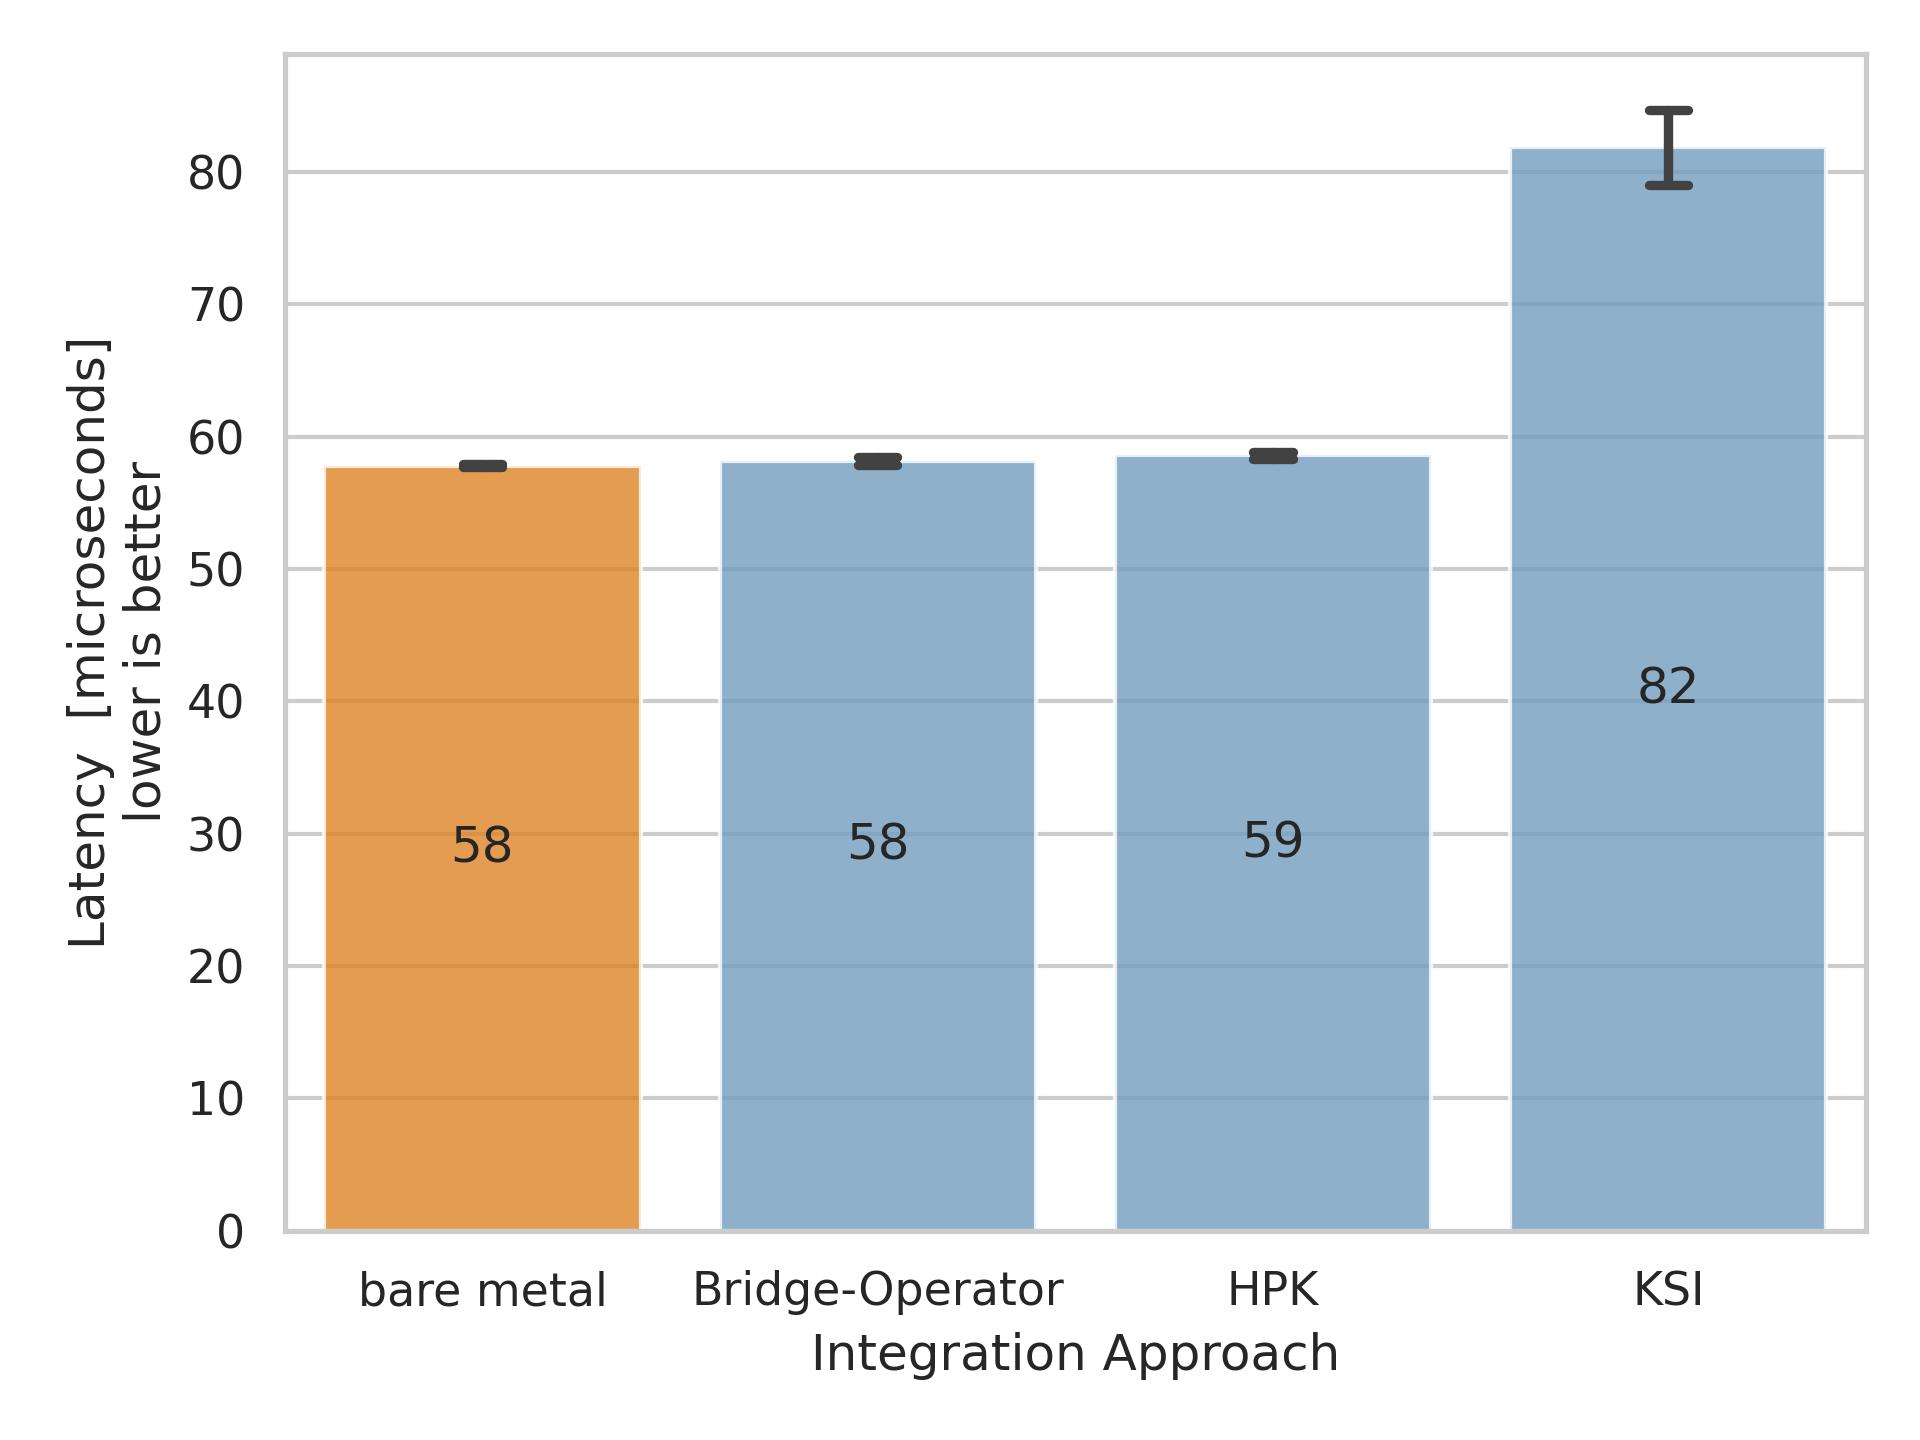 Latency  [microseconds]
lower is better
80
70
60
50
40
30
20
10
0
58
58
59
82
bare metal
Bridge-Operator
HPK
KSI
Integration Approach